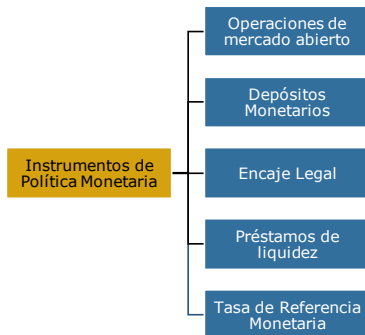 Operaciones de
mercado abierto
Depósitos
Monetarios
Instrumentos de
Política Monetaria
Encaje Legal
Préstamos de
liquidez
Tasa de Referencia
Monetaria